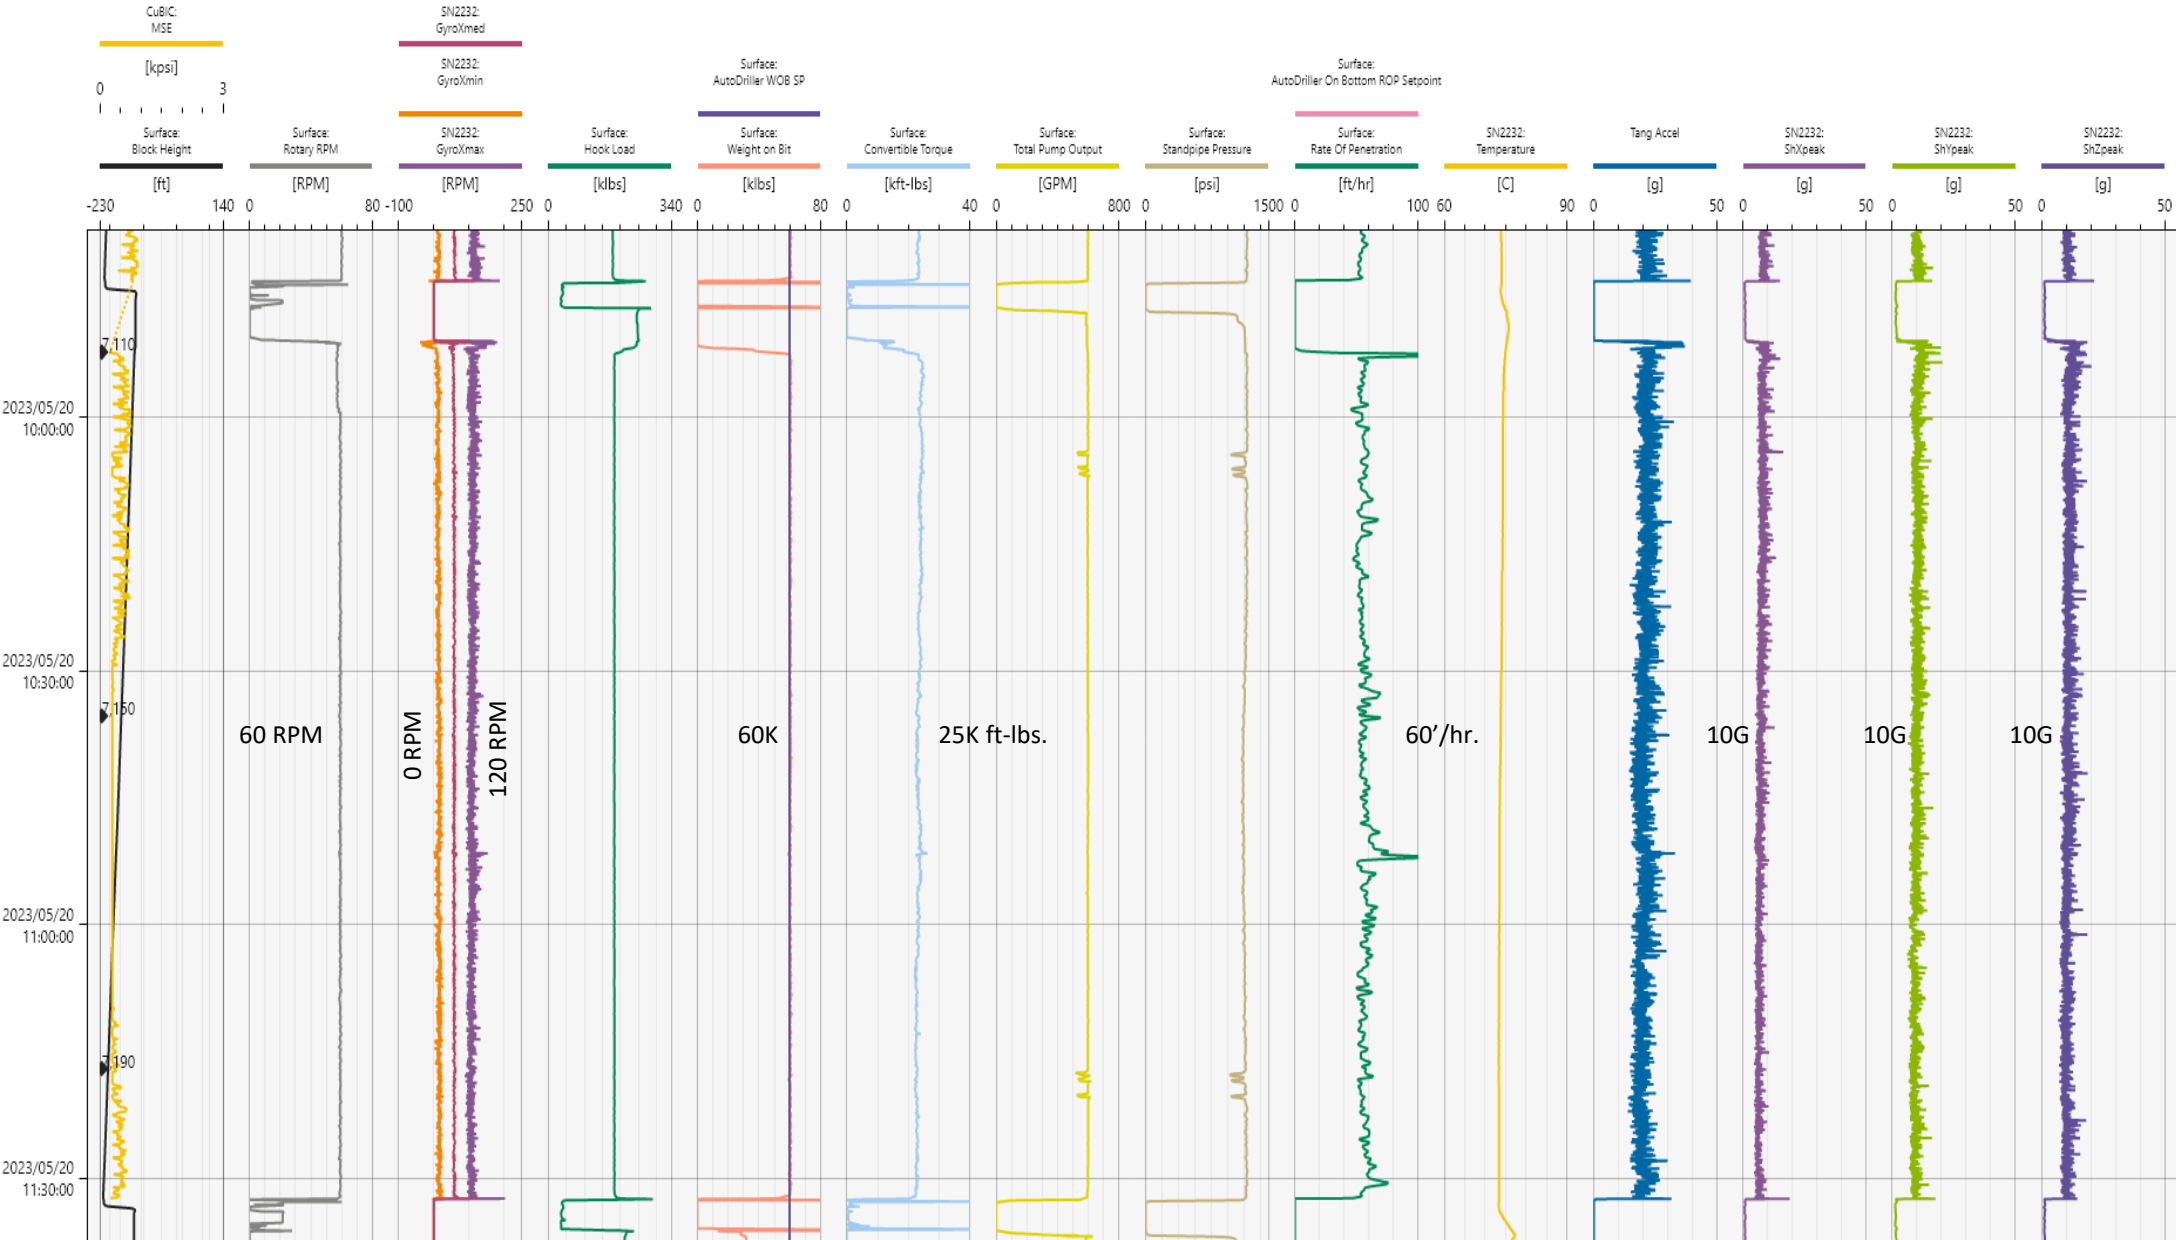 CuBIC:
MSE
[kpsi]
0 3
SN2232:
GyroXmed
SN2232:
GyroXmin
Surface:
AutoDriller WOB SP
Surface:
AutoDriller On Bottom ROP Setpoint
Surface:
Block Height
[ft]
-230 140
Surface:
Rotary RPM
[RPM]
0 80
SN2232:
GyroXmax
[RPM]
-100 250
Surface:
Hook Load
[klbs]
0 340
Surface:
Weight on Bit
[klbs]
0 80
Surface:
Convertible Torque
[kft-lbs]
0 40
Surface:
Total Pump Output
[GPM]
0 800
Surface:
Standpipe Pressure
[psi]
0 1500
Surface:
Rate Of Penetration
[ft/hr]
0 100
SN2232:
Temperature
[C]
60 90
Tang Accel
[g]
0 50
SN2232:
ShXpeak
[g]
0 50
SN2232:
ShYpeak
[g]
0 50
SN2232:
ShZpeak
[g]
0 50
7,110
2023/05/20
10:00:00
2023/05/20
10:30:00
7,150
60 RPM
0 RPM
120 RPM
60K
25K ft-lbs.
60’/hr.
10G
10G
10G
2023/05/20
11:00:00
7,190
2023/05/20
11:30:00